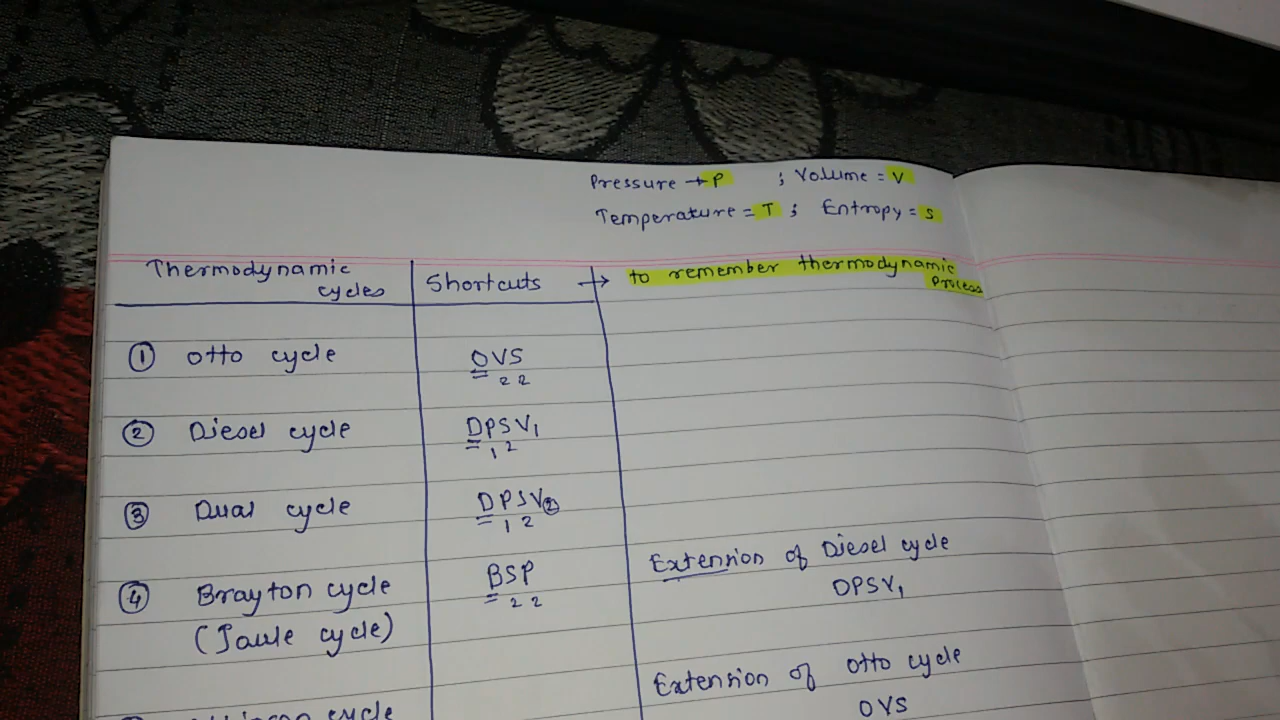 Pressure → P ; Volume = V
Temperature = T ; Entropy = S
Thermodynamic cycles Shortcuts → to remember thermodynamic process
① Otto cycle OVS
2 2
② Diesel cycle DPSV1
1 2
③ Dual cycle DPSV②
1 2
Extension of Diesel cycle
DPSV1
④ Brayton cycle BSP
2 2
(Joule cycle)
Extension of Otto cycle
OVS
cycle